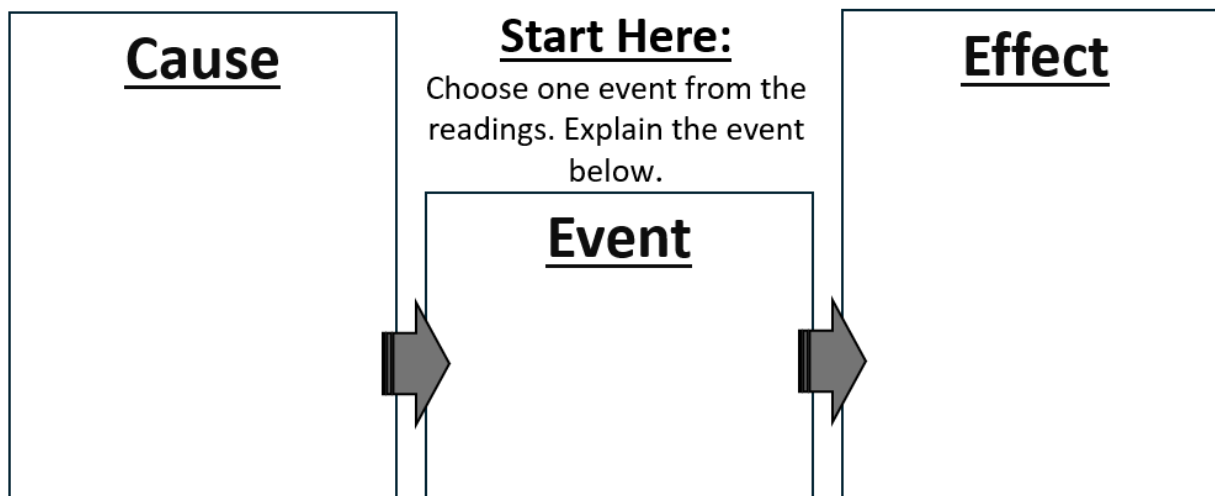 Cause
Start Here:
Choose one event from the
readings. Explain the event
below.
Event
Effect